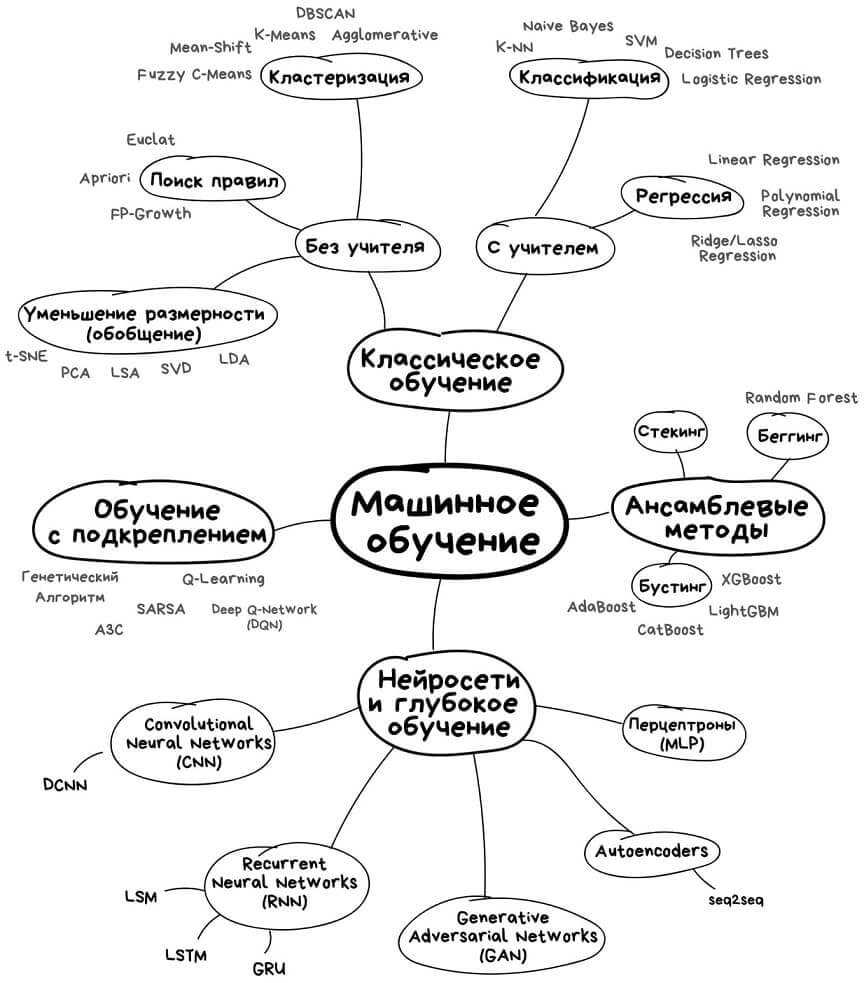 DBSCAN
K-Means
Agglomerative
Mean-Shift
Fuzzy C-Means
Кластеризация
Naive Bayes
K-NN
SVM
Decision Trees
Классификация
Logistic Regression
Euclat
Apriori
Поиск правил
FP-Growth
Linear Regression
Регрессия
Polynomial
Regression
Ridge/Lasso
Regression
Без учителя
С учителем
Уменьшение размерности
(обобщение)
t-SNE
PCA
LSA
SVD
LDA
Классическое
обучение
Random Forest
Стекинг
Беггинг
Обучение
с подкреплением
Машинное
обучение
Ансамблевые
методы
Генетический
Алгоритм
Q-Learning
SARSA
Deep Q-Network
(DQN)
A3C
Бустинг
XGBoost
AdaBoost
LightGBM
CatBoost
Нейросети
и глубокое
обучение
Convolutional
Neural Networks
(CNN)
DCNN
Перцептроны
(MLP)
Autoencoders
seq2seq
Recurrent
Neural Networks
(RNN)
LSM
LSTM
GRU
Generative
Adversarial Networks
(GAN)